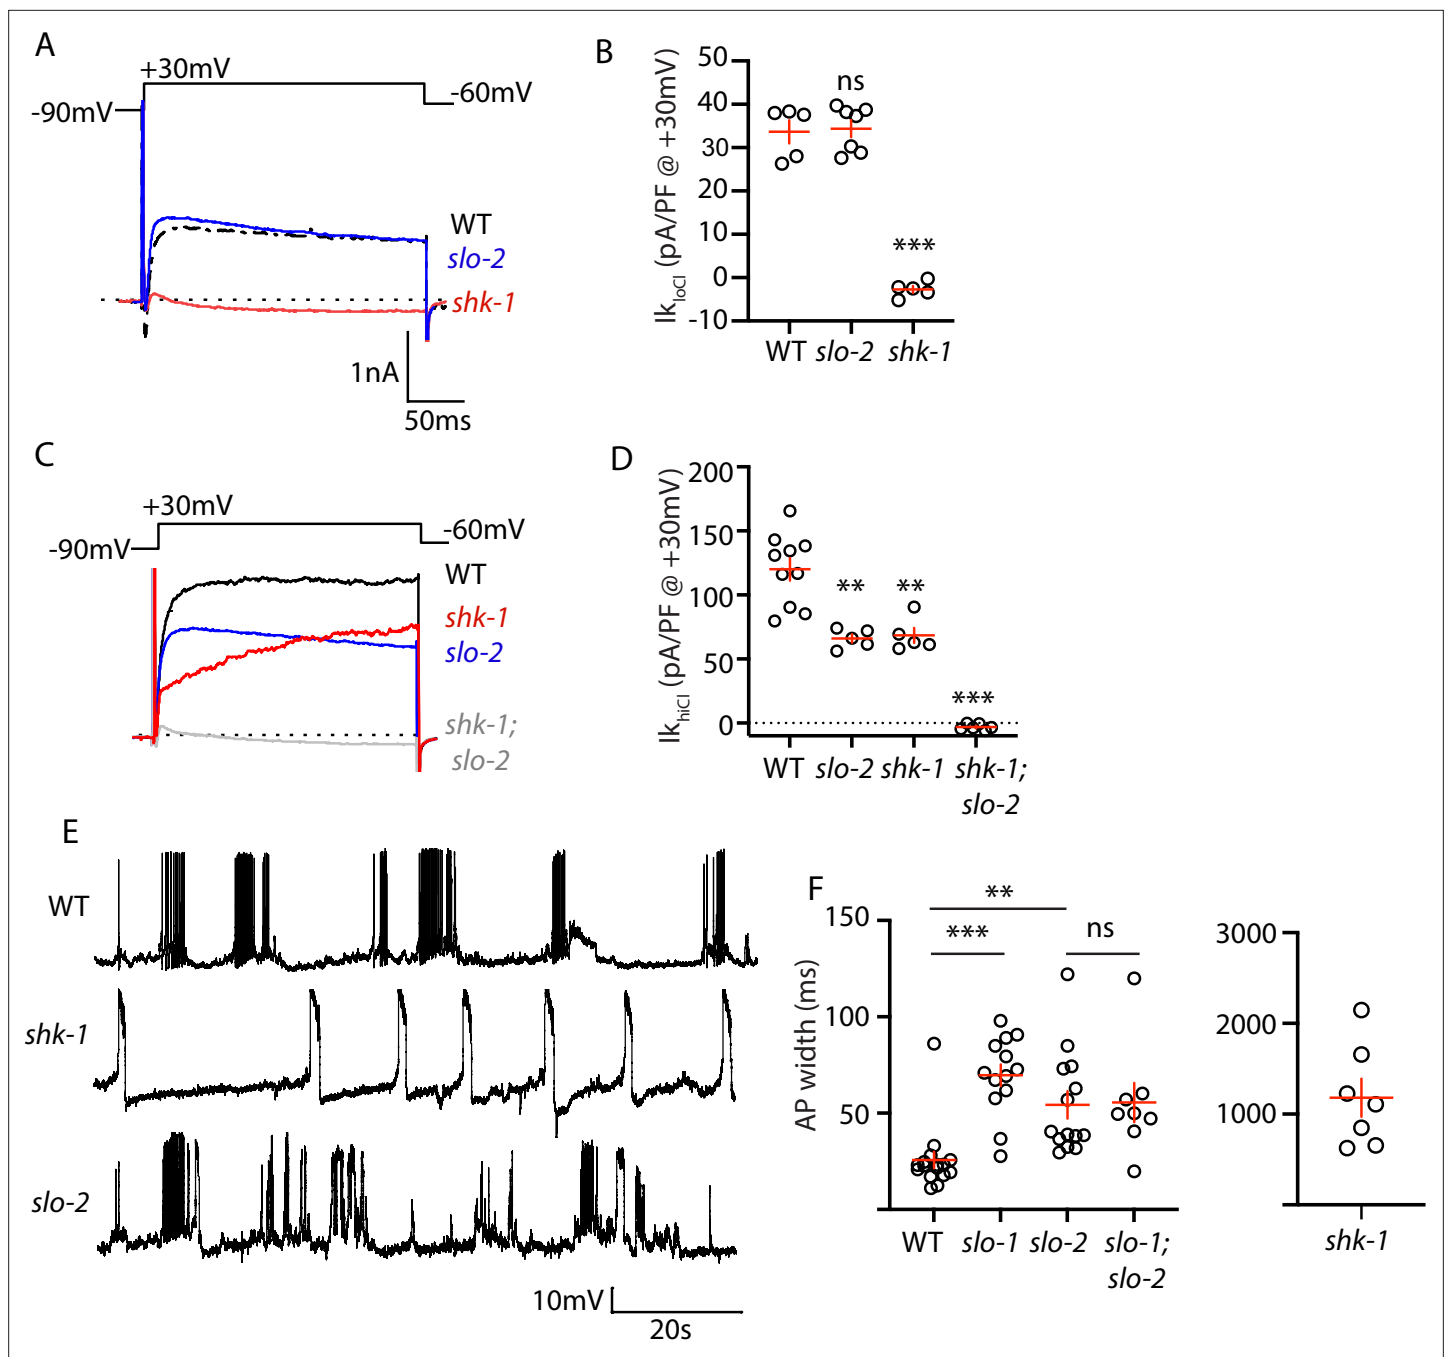 A
+30mV
-90mV
-60mV
WT
slo-2
shk-1
1nA
50ms
B
Ik loCl (pA/PF @ +30mV)
50
40
30
20
10
0
-10
ns
***
WT slo-2 shk-1
C
+30mV
-90mV
-60mV
WT
shk-1
slo-2
shk-1;
slo-2
D
Ik hiCl (pA/PF @ +30mV)
200
150
100
50
0
** **
***
WT slo-2 shk-1 shk-1;
slo-2
E
WT
shk-1
slo-2
10mV
20s
F
AP width (ms)
150
100
50
**
***
ns
WT slo-1 slo-2 slo-1;
slo-2
3000
2000
1000
shk-1